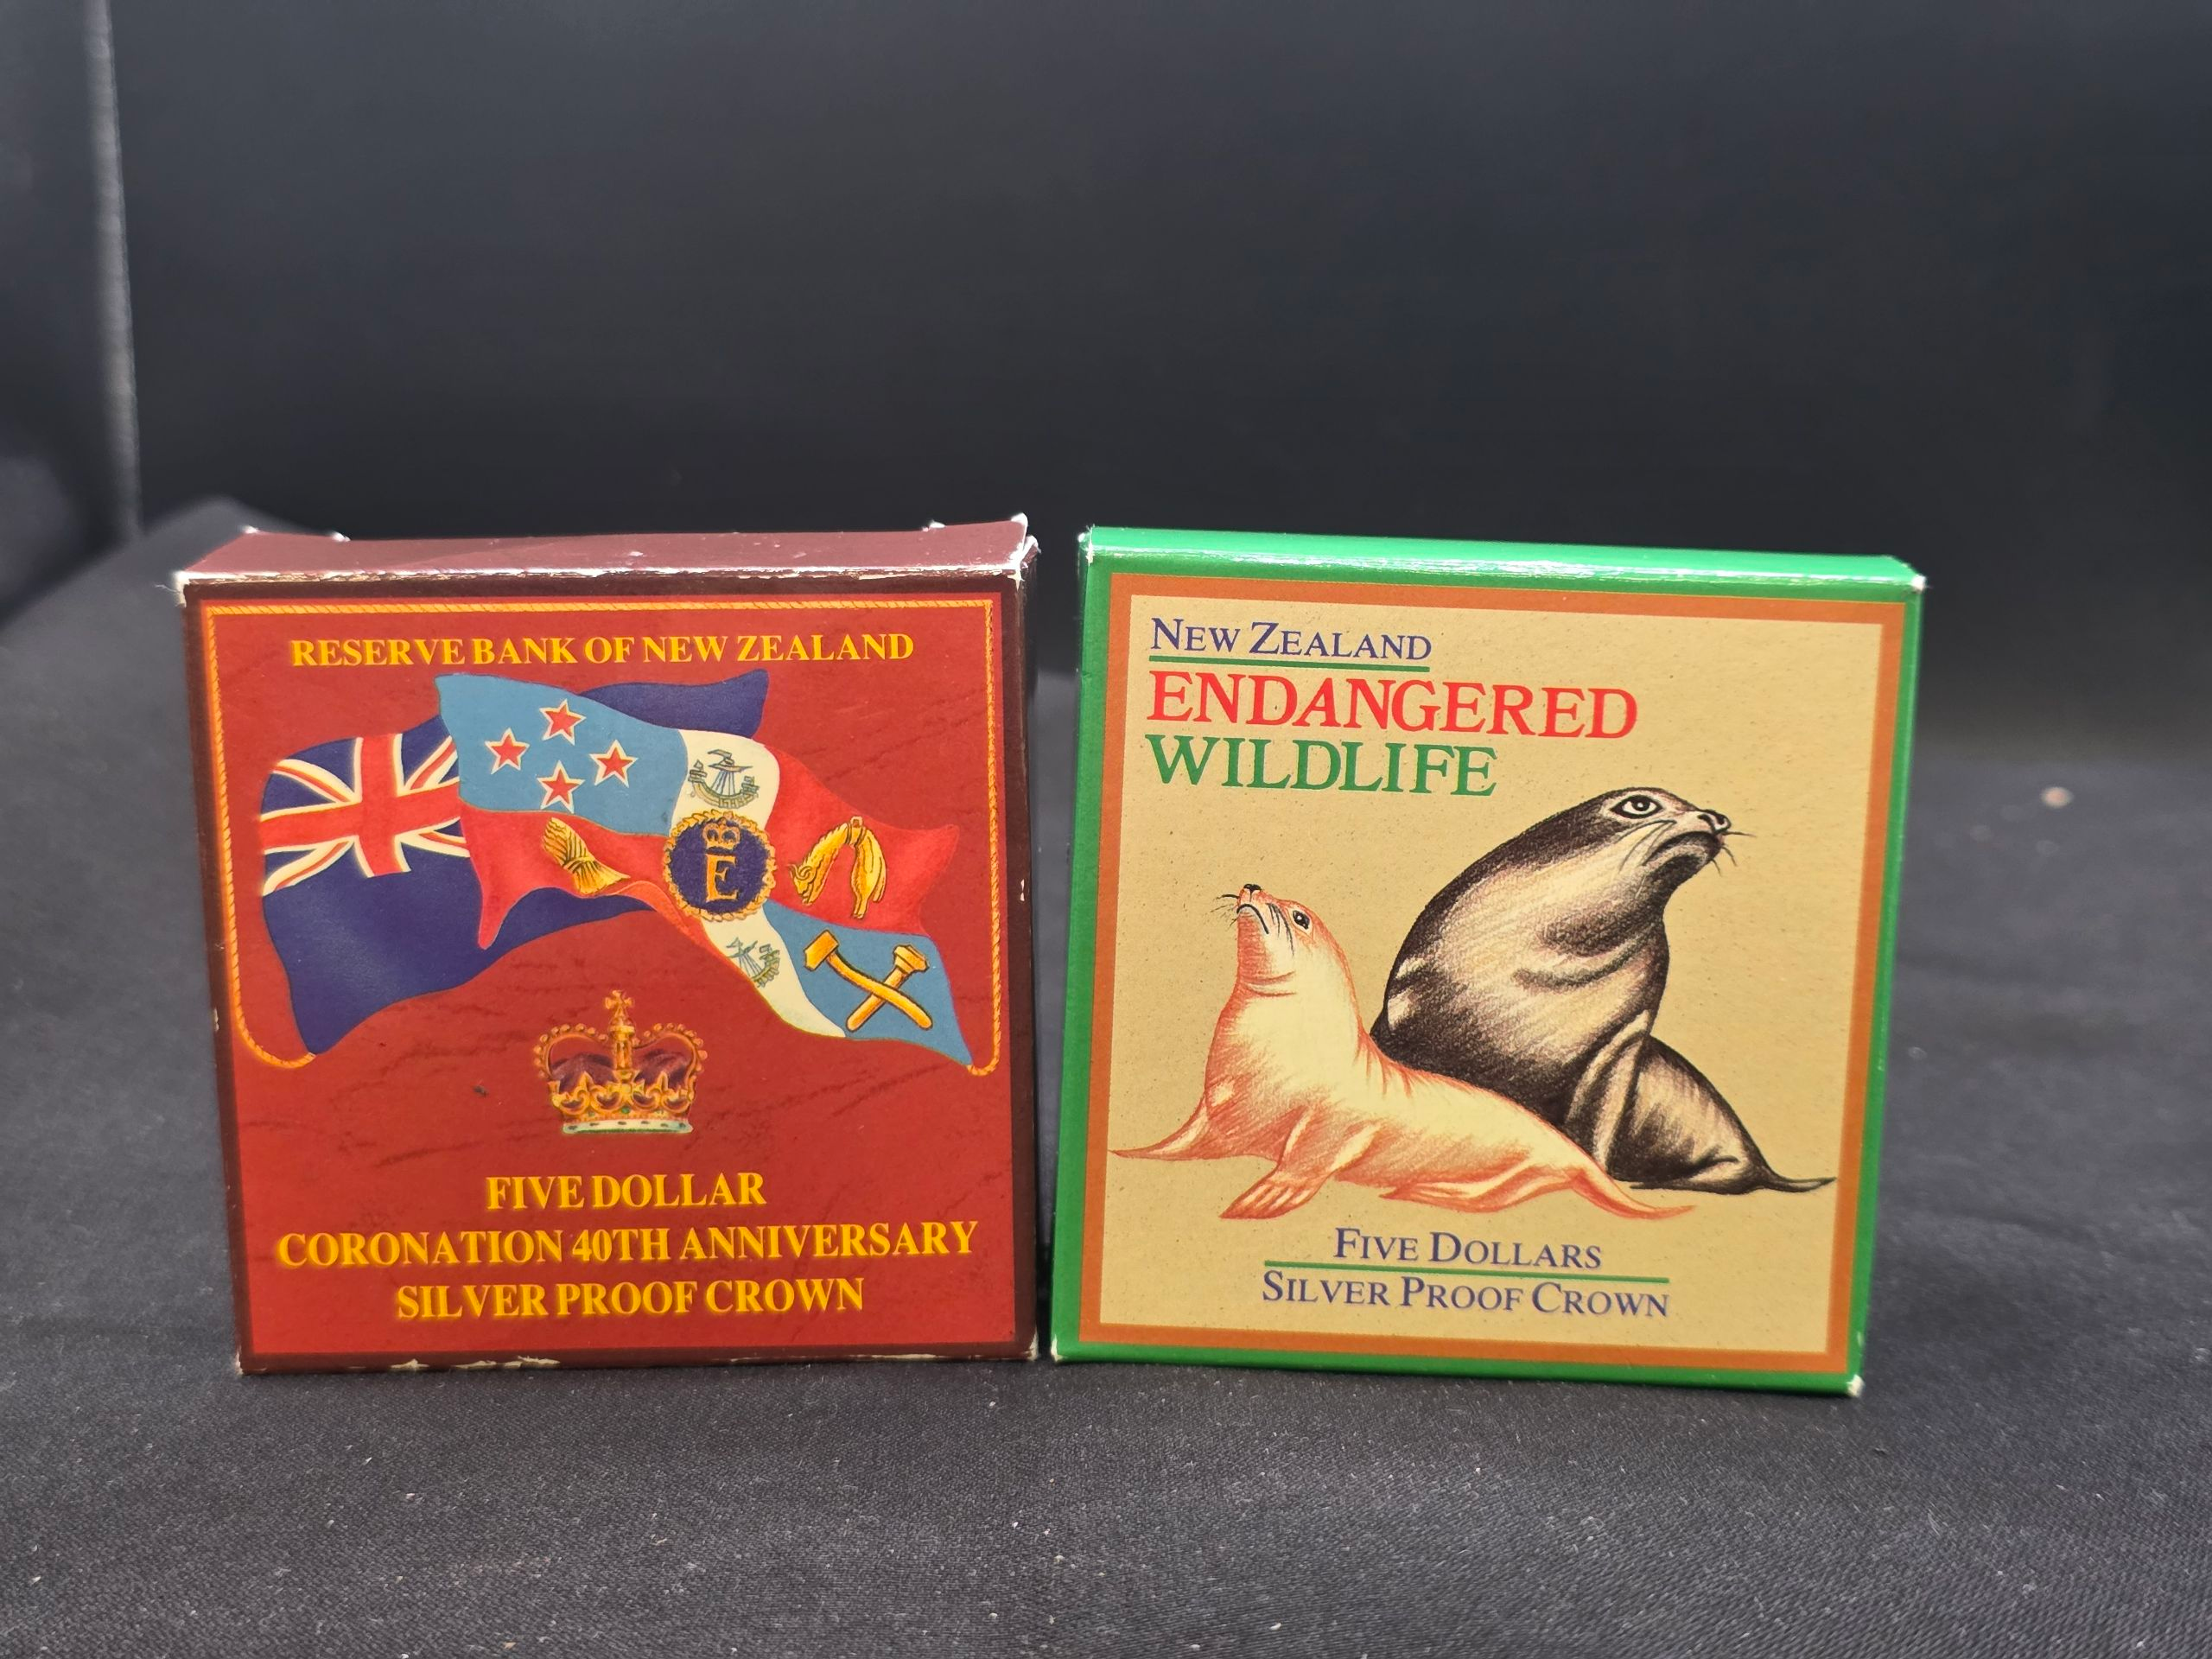 RESERVE BANK OF NEW ZEALAND
E
FIVE DOLLAR
CORONATION 40TH ANNIVERSARY
SILVER PROOF CROWN
NEW ZEALAND
ENDANGERED
WILDLIFE
FIVE DOLLARS
SILVER PROOF CROWN